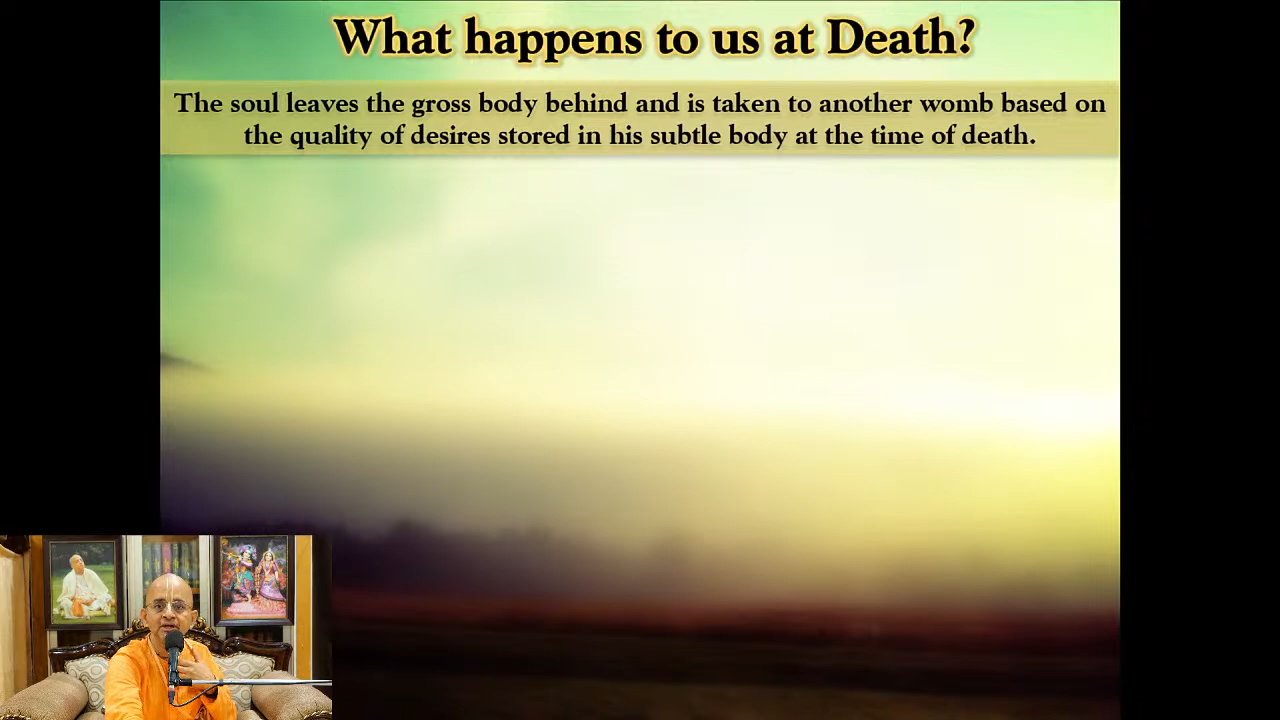 What happens to us at Death?
The soul leaves the gross body behind and is taken to another womb based on
the quality of desires stored in his subtle body at the time of death.